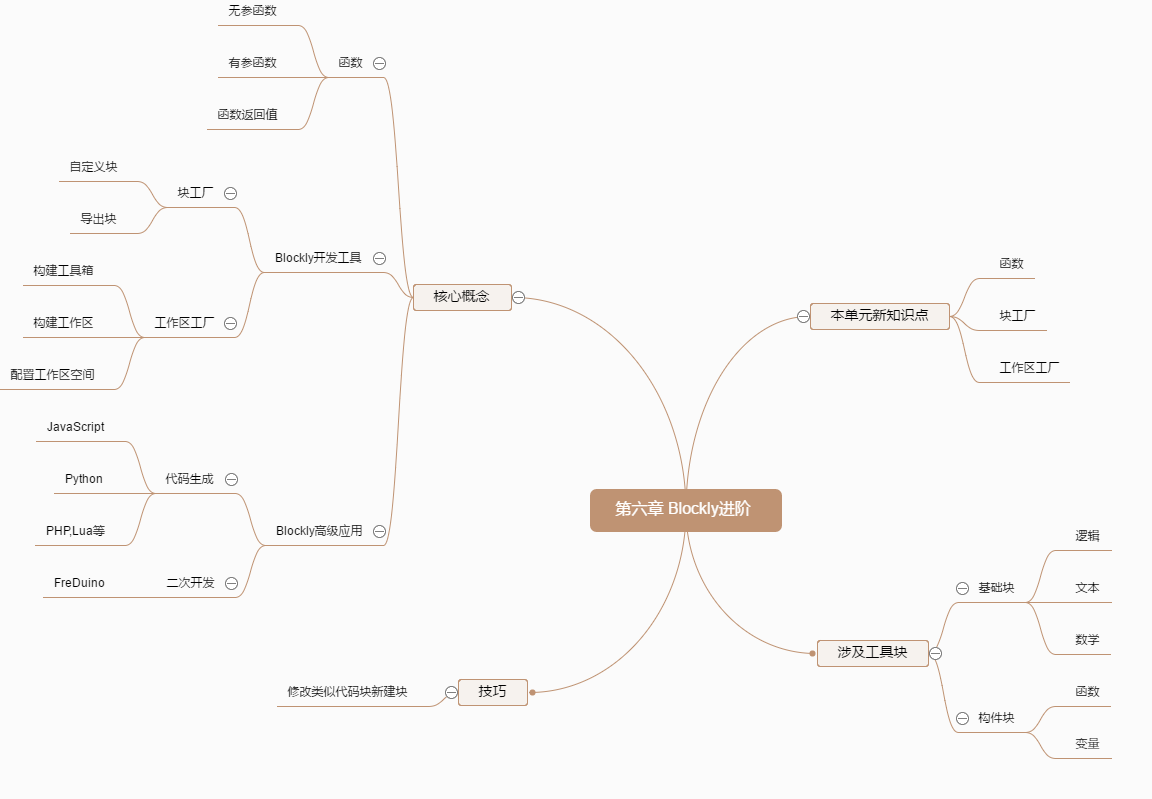 第六章 Blockly进阶
核心概念
函数
无参函数
有参函数
函数返回值
Blockly开发工具
块工厂
自定义块
导出块
工作区工厂
构建工具箱
构建工作区
配置工作区空间
Blockly高级应用
代码生成
JavaScript
Python
PHP,Lua等
二次开发
FreDuino
技巧
修改类似代码块新建块
本单元新知识点
函数
块工厂
工作区工厂
涉及工具块
基础块
逻辑
文本
数学
构件块
函数
变量